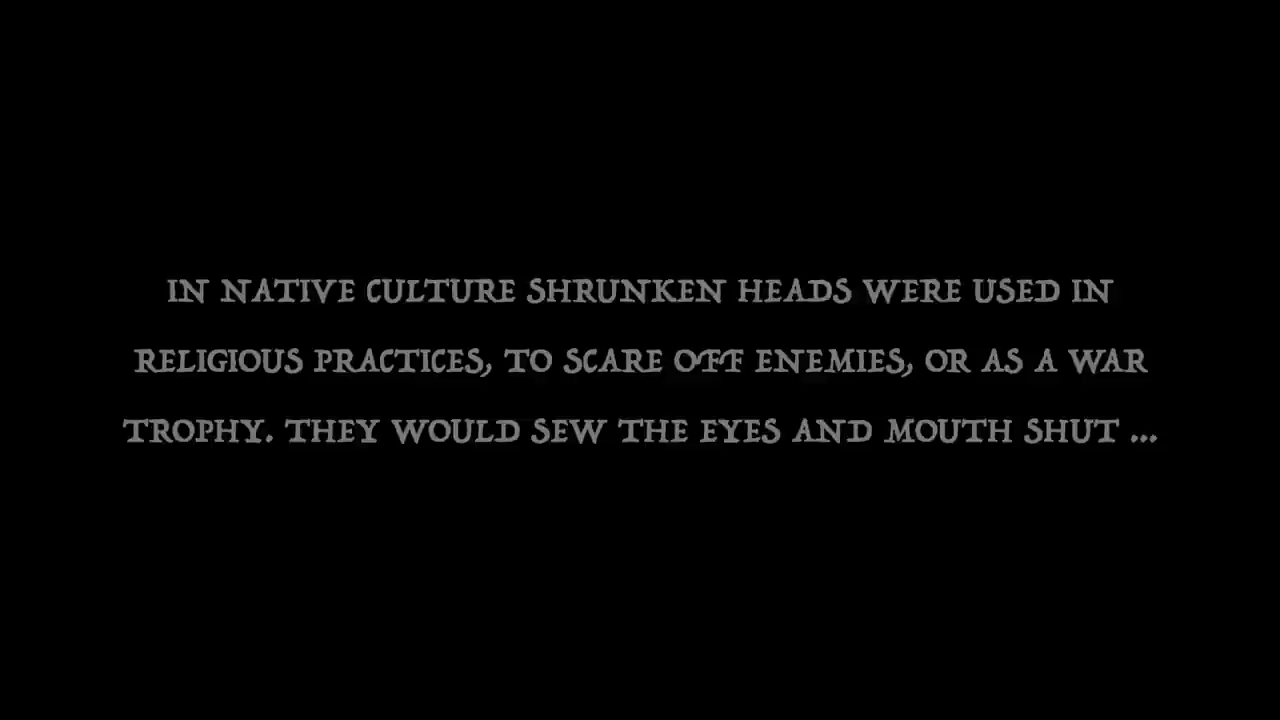 IN NATIVE CULTURE SHRUNKEN HEADS WERE USED IN
RELIGIOUS PRACTICES, TO SCARE OFF ENEMIES, OR AS A WAR
TROPHY. THEY WOULD SEW THE EYES AND MOUTH SHUT ...